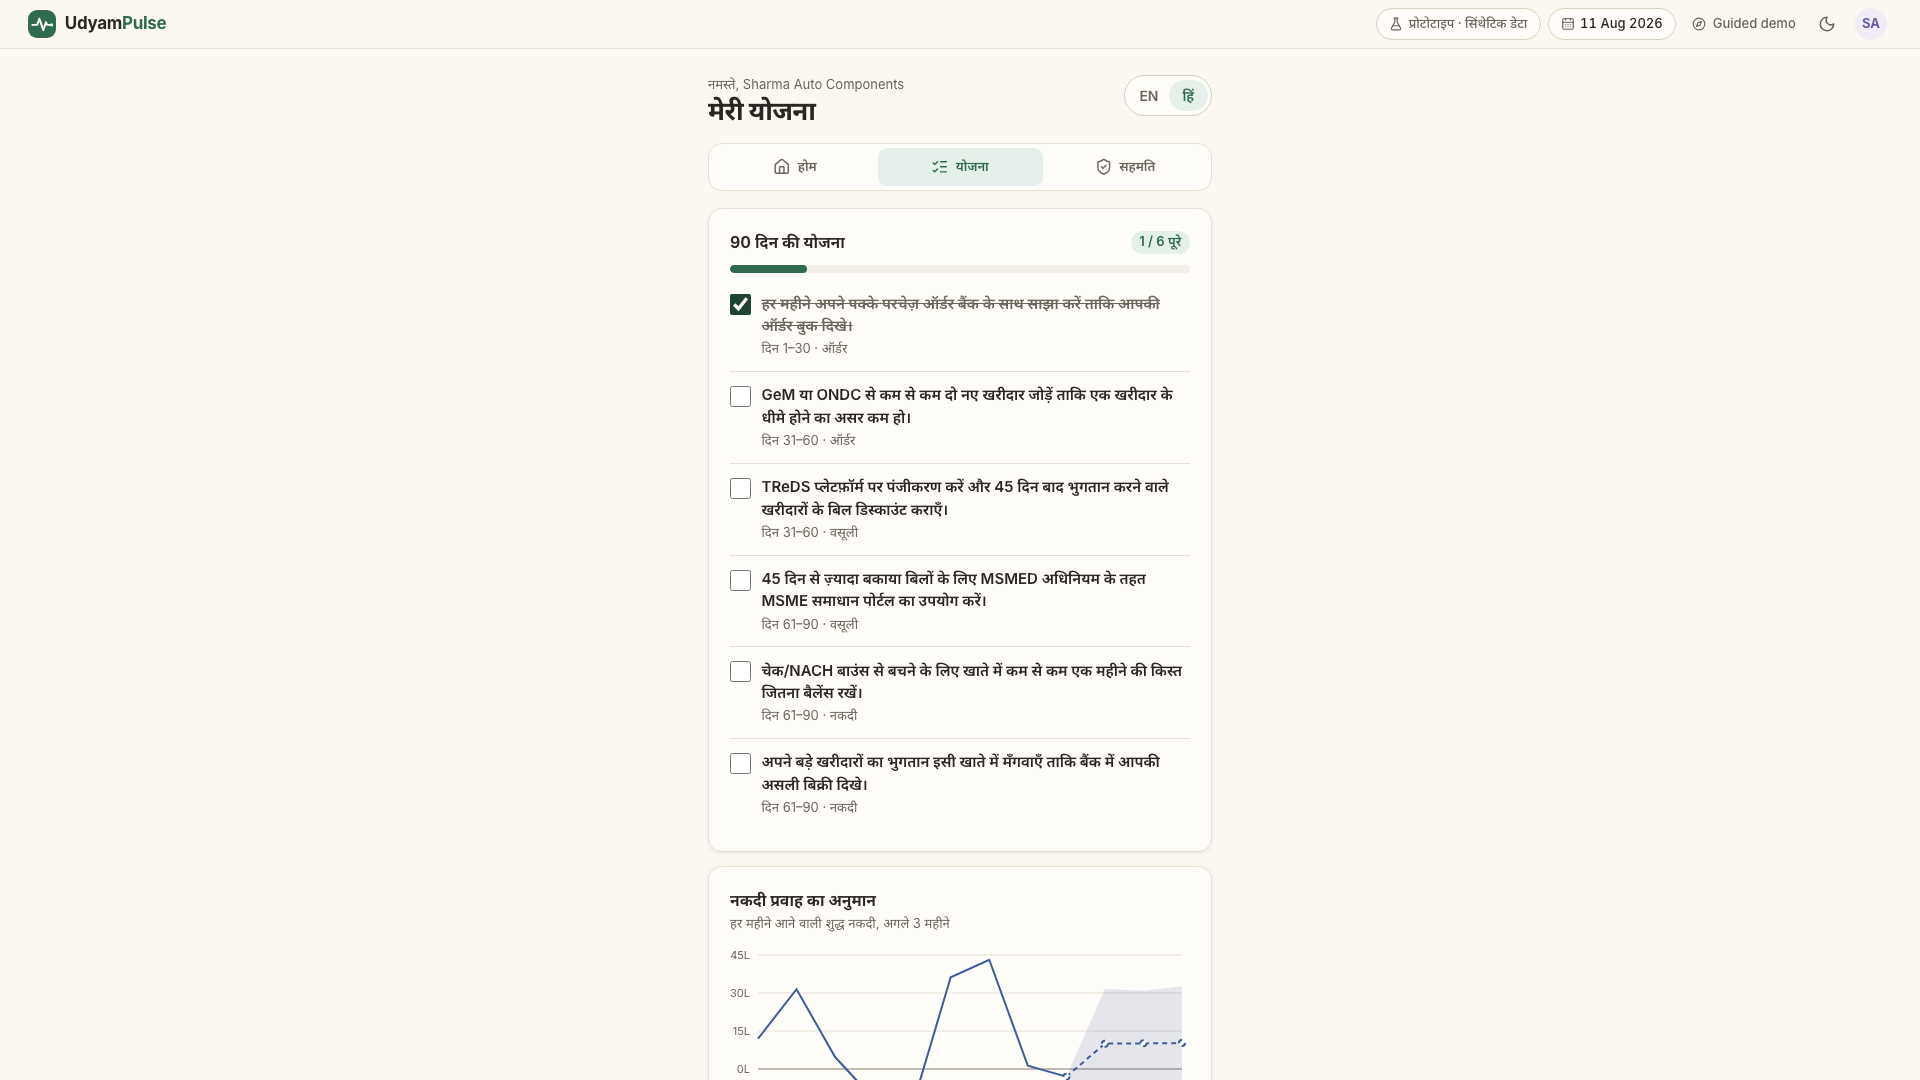 UdyamPulse
प्रोटोटाइप · सिंथेटिक डेटा
11 Aug 2026
Guided demo
SA
नमस्ते, Sharma Auto Components
मेरी योजना
EN
हिं
होम
योजना
सहमति
90 दिन की योजना
1 / 6 पूरे
हर महीने अपने पक्के परचेज़ ऑर्डर बैंक के साथ साझा करें ताकि आपकी
ऑर्डर बुक दिखे।
दिन 1–30 · ऑर्डर
GeM या ONDC से कम से कम दो नए खरीदार जोड़ें ताकि एक खरीदार के
धीमे होने का असर कम हो।
दिन 31–60 · ऑर्डर
TReDS प्लेटफ़ॉर्म पर पंजीकरण करें और 45 दिन बाद भुगतान करने वाले
खरीदारों के बिल डिस्काउंट कराएँ।
दिन 31–60 · वसूली
45 दिन से ज़्यादा बकाया बिलों के लिए MSMED अधिनियम के तहत
MSME समाधान पोर्टल का उपयोग करें।
दिन 61–90 · वसूली
चेक/NACH बाउंस से बचने के लिए खाते में कम से कम एक महीने की किस्त
जितना बैलेंस रखें।
दिन 61–90 · नकदी
अपने बड़े खरीदारों का भुगतान इसी खाते में मँगवाएँ ताकि बैंक में आपकी
असली बिक्री दिखे।
दिन 61–90 · नकदी
नकदी प्रवाह का अनुमान
हर महीने आने वाली शुद्ध नकदी, अगले 3 महीने
45L
30L
15L
0L